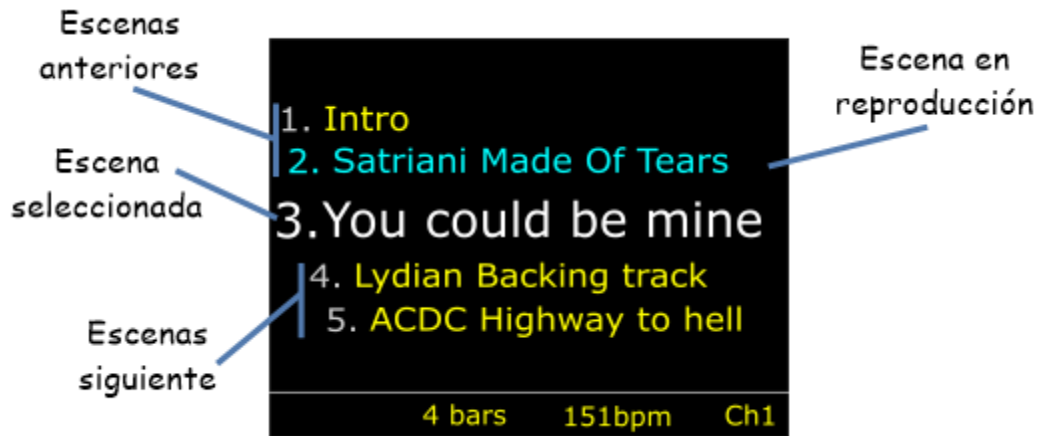 Escenas
anteriores
Escena en
reproducción
1. Intro
2. Satriani Made Of Tears
Escena
seleccionada
3.You could be mine
4. Lydian Backing track
5. ACDC Highway to hell
Escenas
siguiente
4 bars 151bpm Ch1